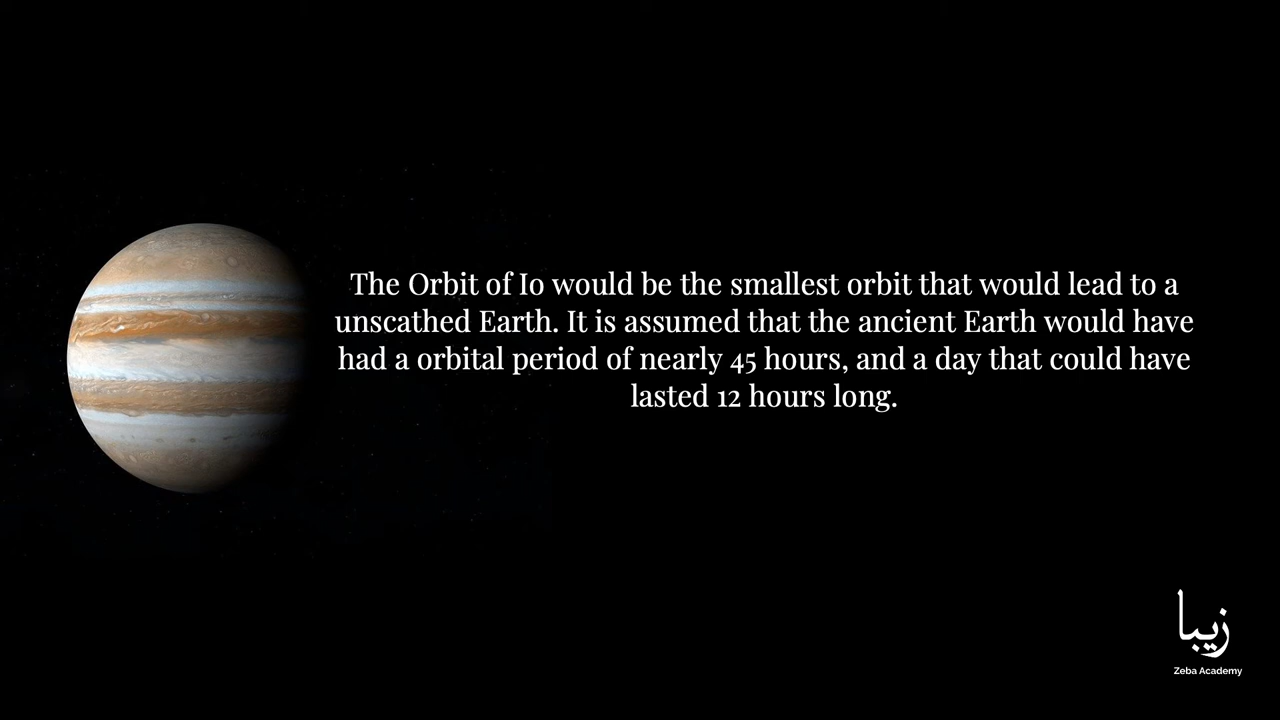 The Orbit of Io would be the smallest orbit that would lead to a
unscathed Earth. It is assumed that the ancient Earth would have
had a orbital period of nearly 45 hours, and a day that could have
lasted 12 hours long.
زیبا
Zeba Academy